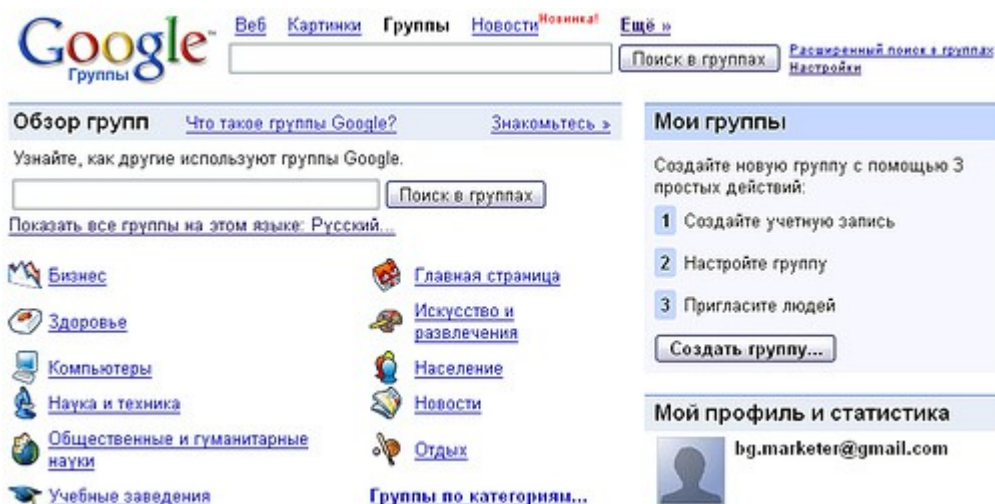 Веб Картинки Группы Новости Новинка! Ещё »
Google
Группы
Поиск в группах
Расширенный поиск в группах
Настройки
Обзор групп Что такое группы Google? Знакомьтесь »
Узнайте, как другие используют группы Google.
Поиск в группах
Показать все группы на этом языке: Русский...
Бизнес
Главная страница
Здоровье
Искусство и
развлечения
Компьютеры
Население
Наука и техника
Новости
Общественные и гуманитарные
науки
Отдых
Учебные заведения
Группы по категориям...
Мои группы
Создайте новую группу с помощью 3
простых действий:
1 Создайте учетную запись
2 Настройте группу
3 Пригласите людей
Создать группу...
Мой профиль и статистика
bg.marketer@gmail.com